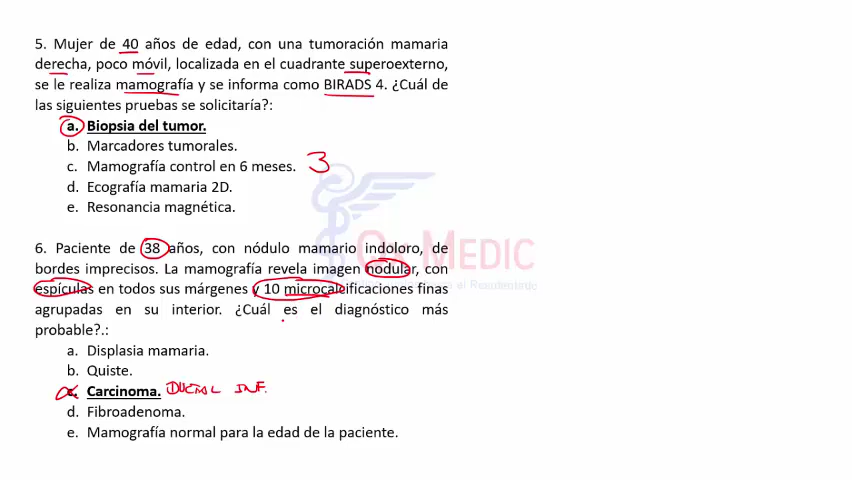 5. Mujer de 40 años de edad, con una tumoración mamaria
derecha, poco móvil, localizada en el cuadrante superoexterno,
se le realiza mamografía y se informa como BIRADS 4. ¿Cuál de
las siguientes pruebas se solicitaría?:
a. Biopsia del tumor.
b. Marcadores tumorales.
c. Mamografía control en 6 meses. 3
d. Ecografía mamaria 2D.
e. Resonancia magnética.
6. Paciente de 38 años, con nódulo mamario indoloro, de
bordes imprecisos. La mamografía revela imagen nodular, con
espículas en todos sus márgenes y 10 microcalcificaciones finas
agrupadas en su interior. ¿Cuál es el diagnóstico más
probable?.:
a. Displasia mamaria.
b. Quiste.
c. Carcinoma. DUCTAL INF.
d. Fibroadenoma.
e. Mamografía normal para la edad de la paciente.
MEDIC
al Residentado